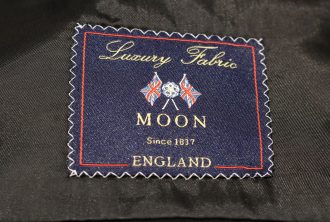 Luxury Fabric
MOON
Since 1837
ENGLAND